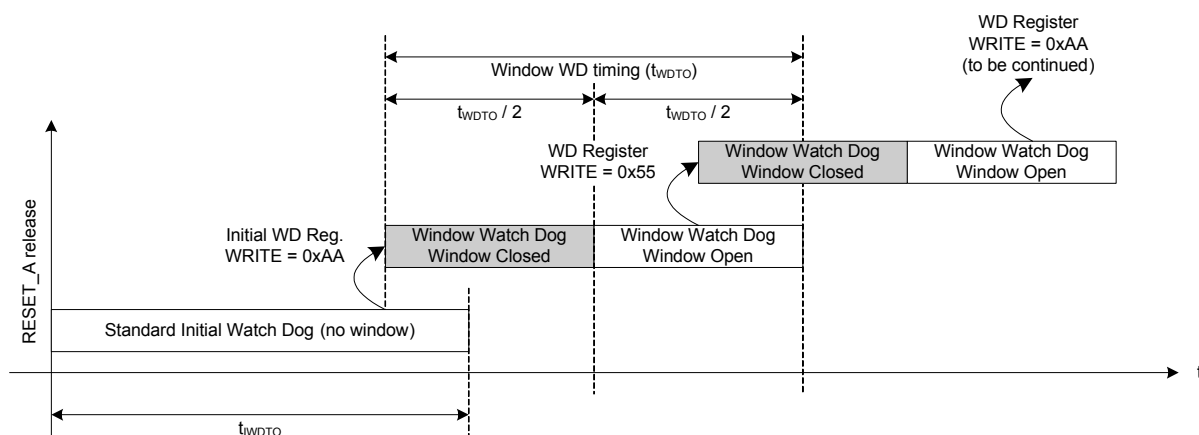 WD Register
WRITE = 0xAA
(to be continued)
Window WD timing (tWDTO)
tWDTO / 2
tWDTO / 2
WD Register
WRITE = 0x55
Window Watch Dog
Window Closed
Window Watch Dog
Window Open
Initial WD Reg.
WRITE = 0xAA
Window Watch Dog
Window Closed
Window Watch Dog
Window Open
RESET_A release
Standard Initial Watch Dog (no window)
t
tIWDTO